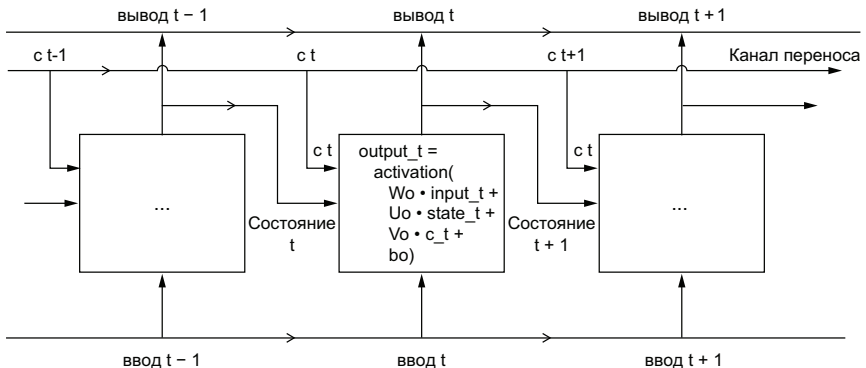 вывод t − 1 вывод t вывод t + 1
c t-1 c t c t+1 Канал переноса
c t c t
...
output_t =
activation(
Wo • input_t +
Uo • state_t +
Vo • c_t +
bo)
...
Состояние
t
Состояние
t + 1
ввод t − 1 ввод t ввод t + 1